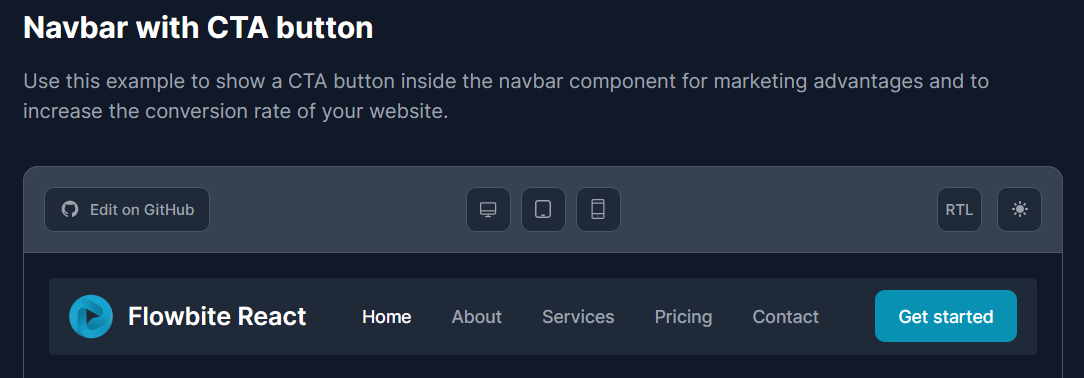 Navbar with CTA button
Use this example to show a CTA button inside the navbar component for marketing advantages and to
increase the conversion rate of your website.
Edit on GitHub
RTL
Flowbite React Home About Services Pricing Contact Get started